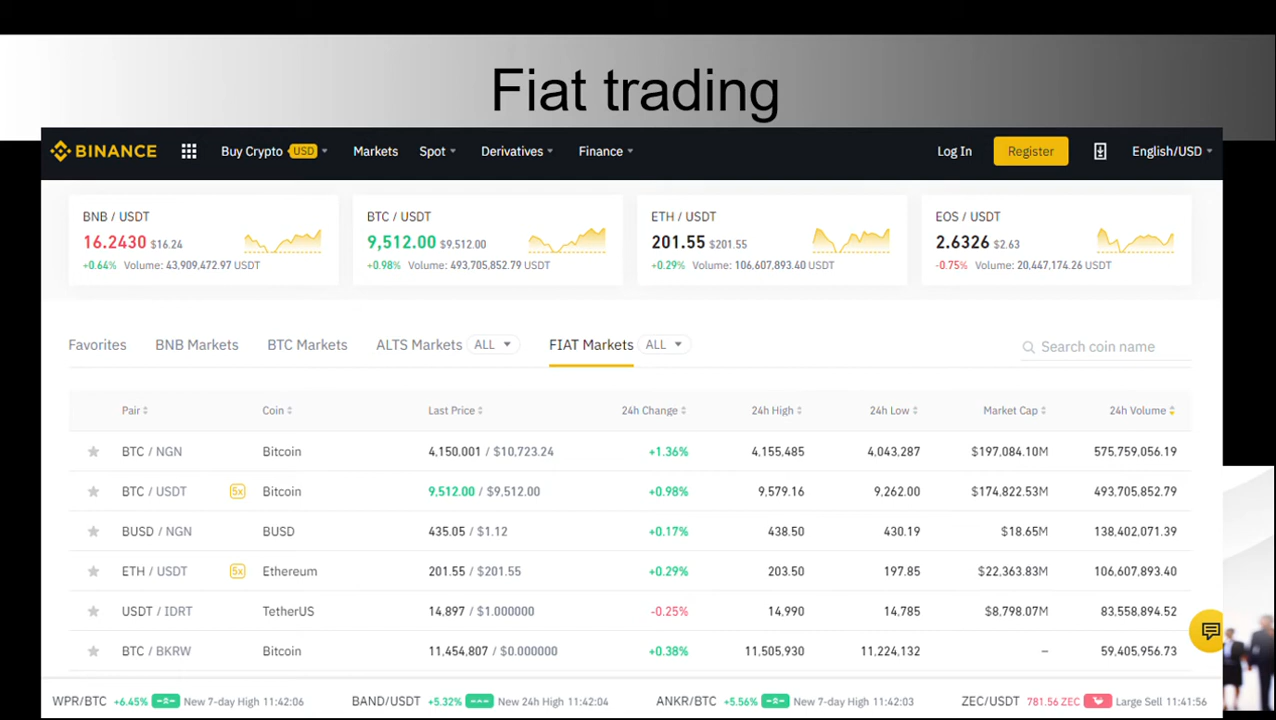 Fiat trading
BINANCE Buy Crypto USD Markets Spot Derivatives Finance Log In Register English/USD
BNB / USDT BTC / USDT ETH / USDT EOS / USDT
16.2430 $16.24 9,512.00 $9,512.00 201.55 $201.55 2.6326 $2.63
+0.64% Volume: 43,909,472.97 USDT +0.98% Volume: 493,705,852.79 USDT +0.29% Volume: 106,607,893.40 USDT -0.75% Volume: 20,447,174.26 USDT
Favorites BNB Markets BTC Markets ALTS Markets ALL FIAT Markets ALL Search coin name
Pair Coin Last Price 24h Change 24h High 24h Low Market Cap 24h Volume
BTC / NGN Bitcoin 4,150,001 / $10,723.24 +1.36% 4,155,485 4,043,287 $197,084.10M 575,759,056.19
BTC / USDT 5x Bitcoin 9,512.00 / $9,512.00 +0.98% 9,579.16 9,262.00 $174,822.53M 493,705,852.79
BUSD / NGN BUSD 435.05 / $1.12 +0.17% 438.50 430.19 $18.65M 138,402,071.39
ETH / USDT 5x Ethereum 201.55 / $201.55 +0.29% 203.50 197.85 $22,363.83M 106,607,893.40
USDT / IDRT TetherUS 14,897 / $1.000000 -0.25% 14,990 14,785 $8,798.07M 83,558,894.52
BTC / BKRW Bitcoin 11,454,807 / $0.000000 +0.38% 11,505,930 11,224,132 – 59,405,956.73
WPR/BTC +6.45% New 7-day High 11:42:06 BAND/USDT +5.32% New 24h High 11:42:04 ANKR/BTC +5.56% New 7-day High 11:42:03 ZEC/USDT 781.56 ZEC Large Sell 11:41:56